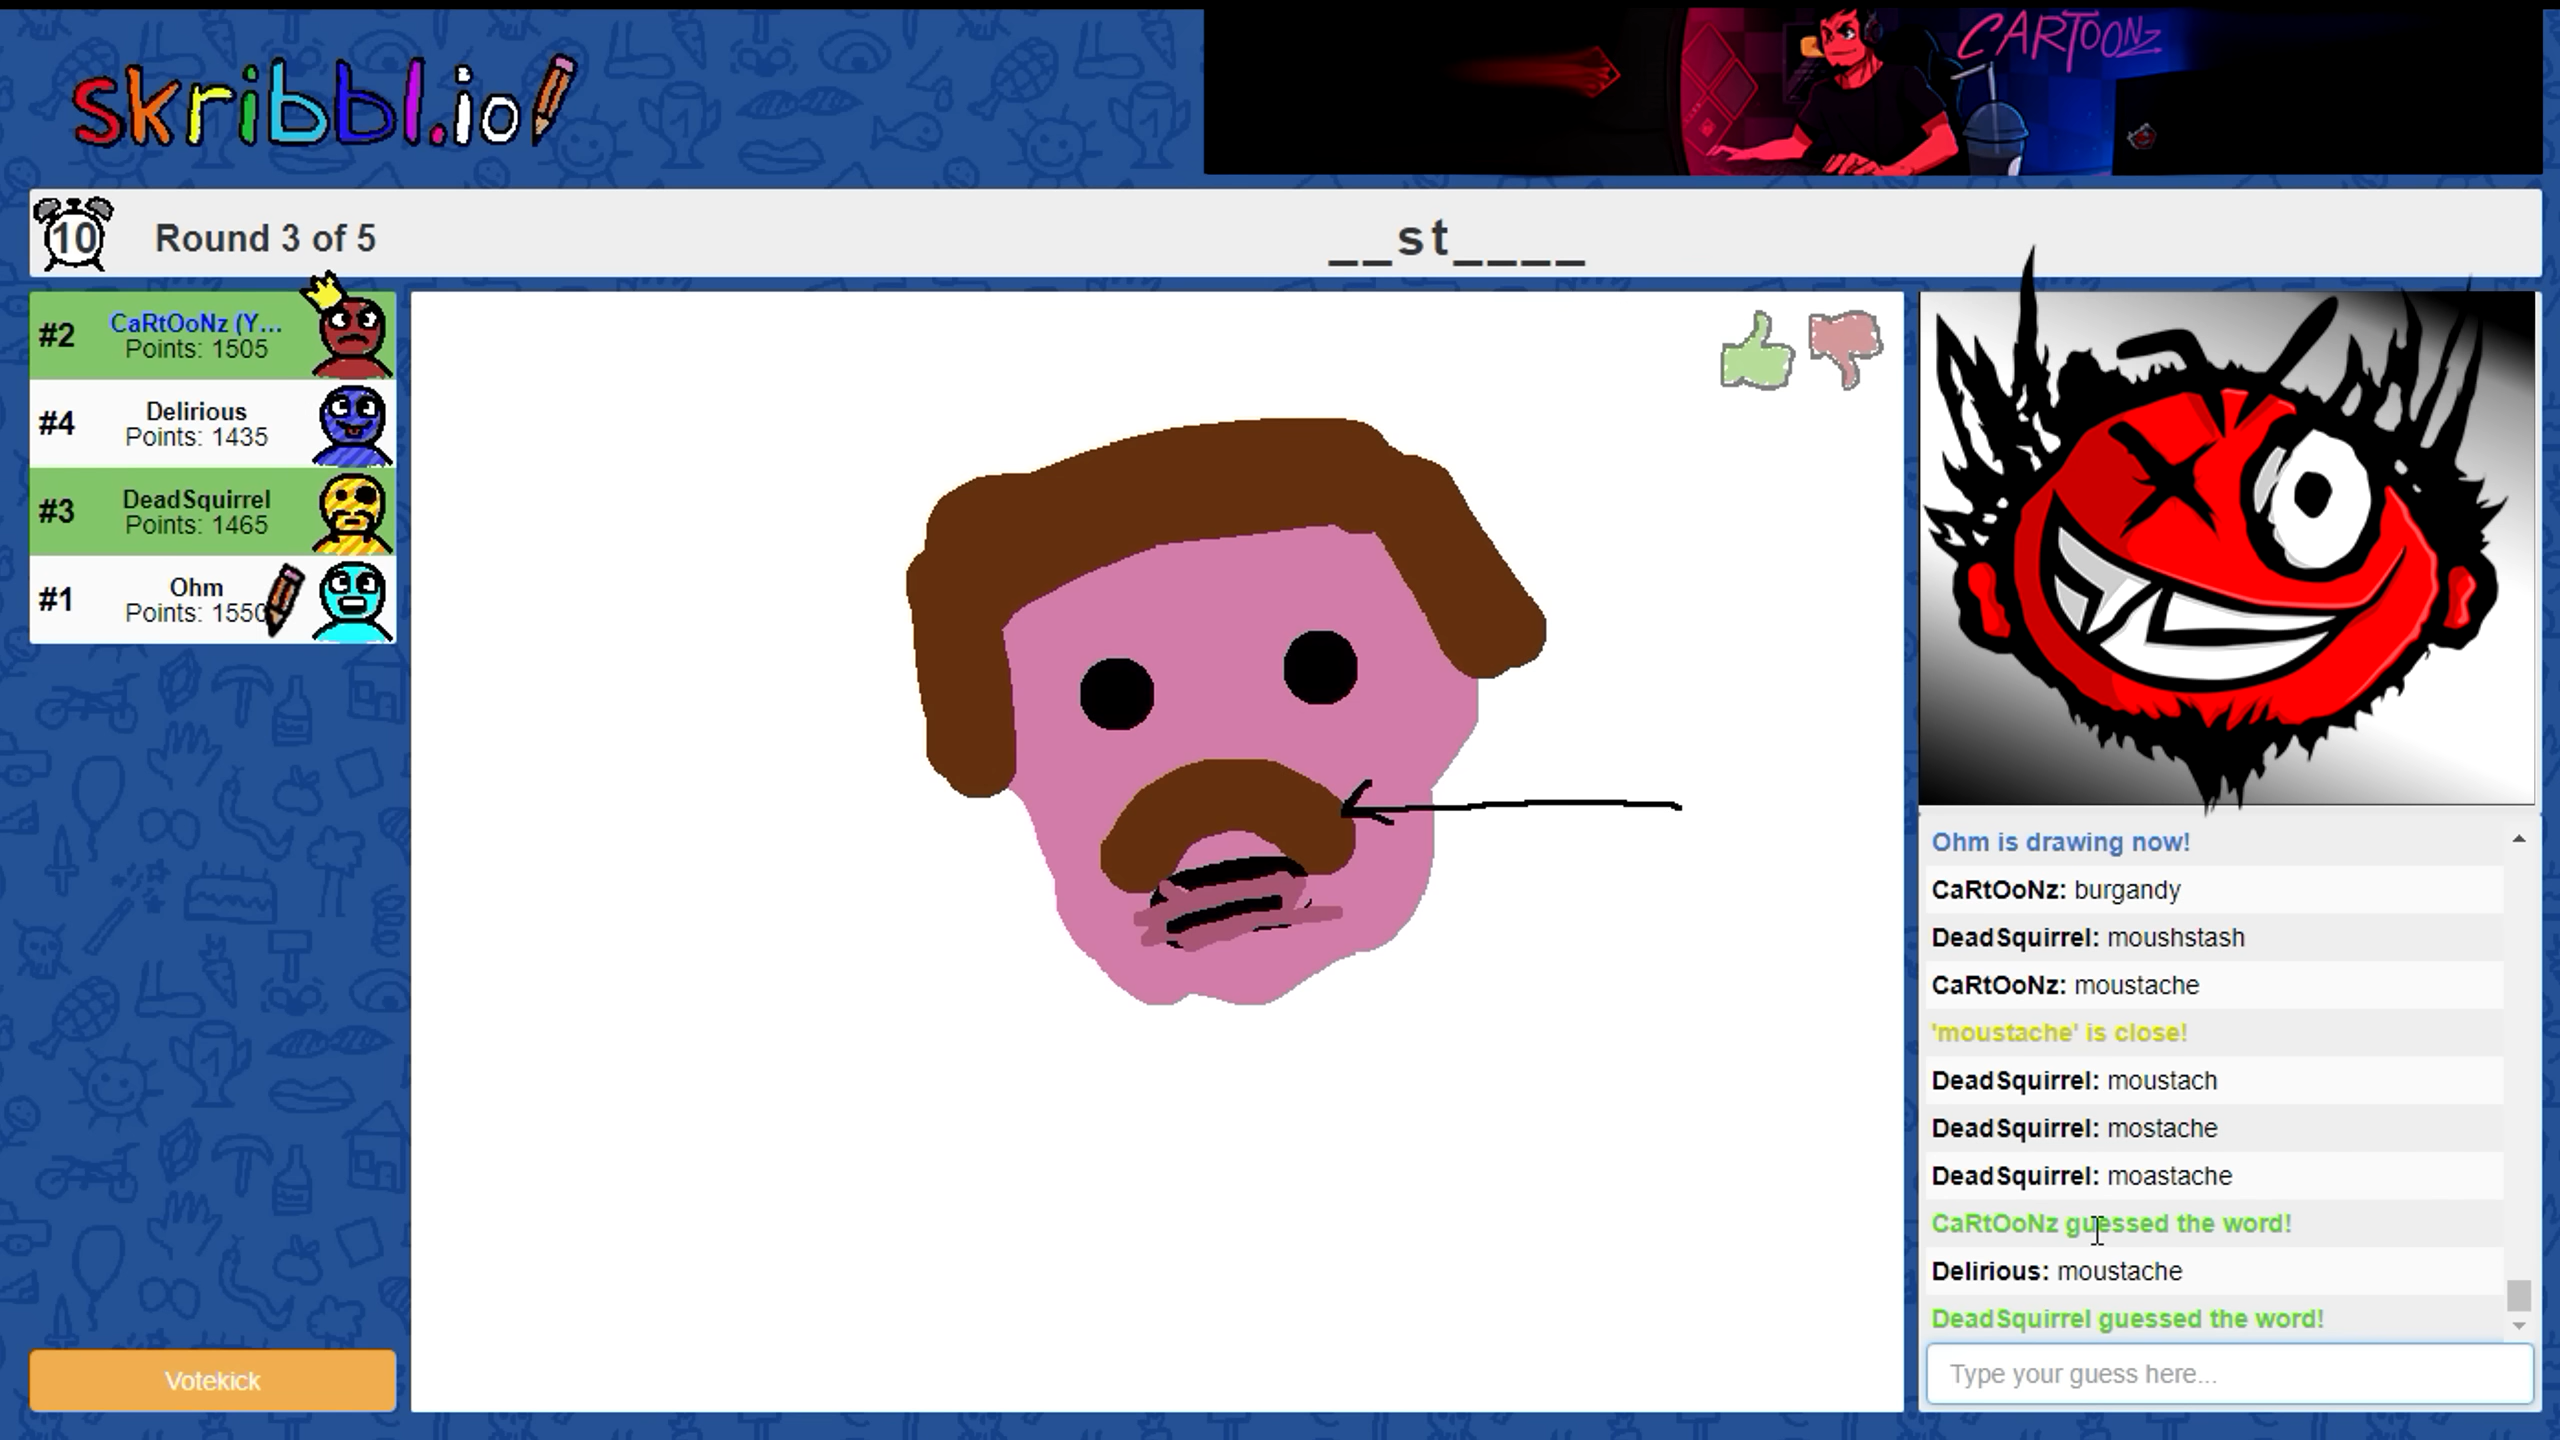 skribbl.io
CARTOONZ
10
Round 3 of 5
__st____
#2
CaRtOoNz (Y...
Points: 1505
#4
Delirious
Points: 1435
#3
DeadSquirrel
Points: 1465
#1
Ohm
Points: 1550
Ohm is drawing now!
CaRtOoNz: burgandy
DeadSquirrel: moushstash
CaRtOoNz: moustache
'moustache' is close!
DeadSquirrel: moustach
DeadSquirrel: mostache
DeadSquirrel: moastache
CaRtOoNz guessed the word!
Delirious: moustache
DeadSquirrel guessed the word!
Type your guess here...
Votekick